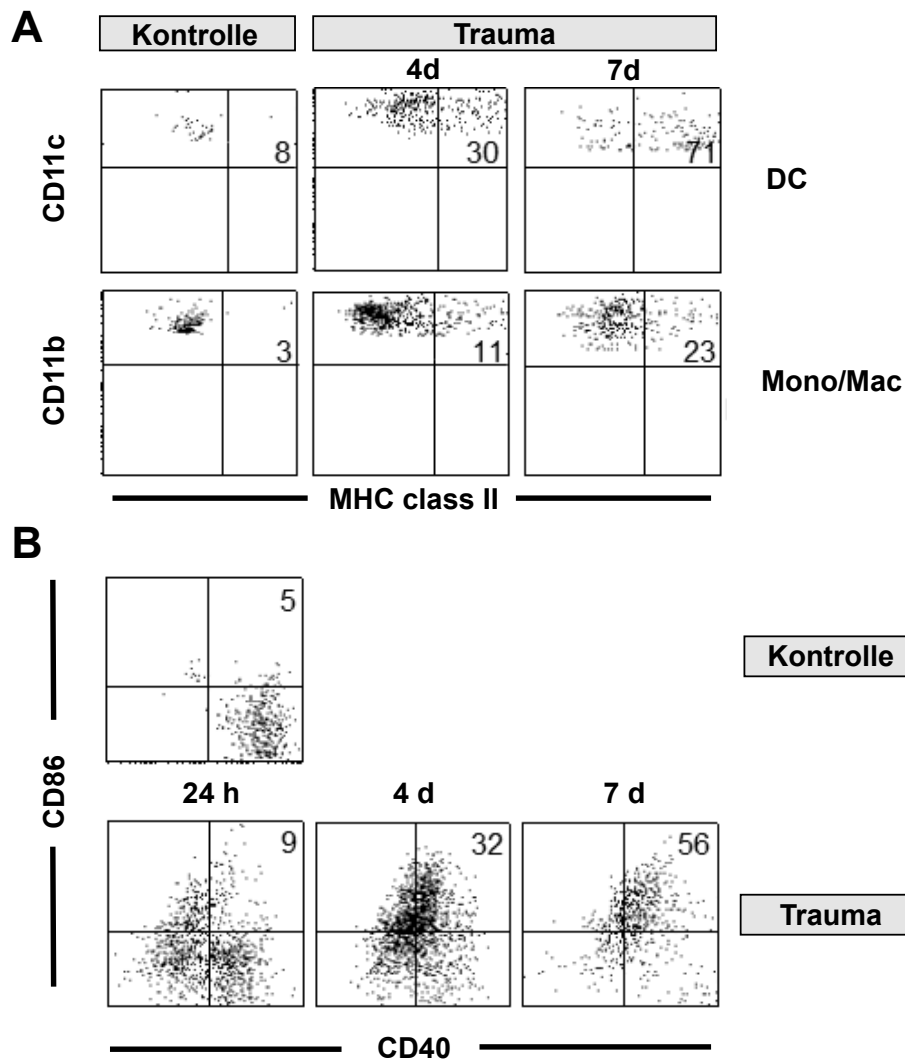 A
Kontrolle
Trauma
4d
7d
CD11c
8
30
71
DC
CD11b
3
11
23
Mono/Mac
MHC class II
B
5
Kontrolle
CD86
24 h
4 d
7 d
9
32
56
Trauma
CD40